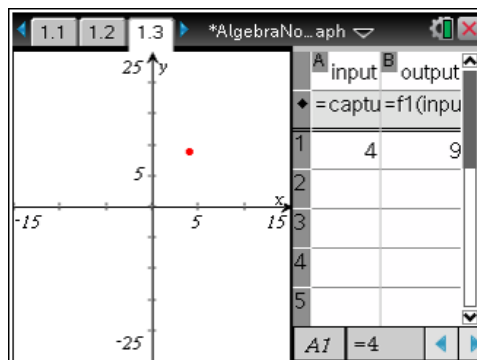 1.1 1.2 1.3 *AlgebraNo...aph
25 y
5
x
-15 5 15
-25
A input B output
=captu =f1(inpu
1 4 9
2
3
4
5
A1 =4